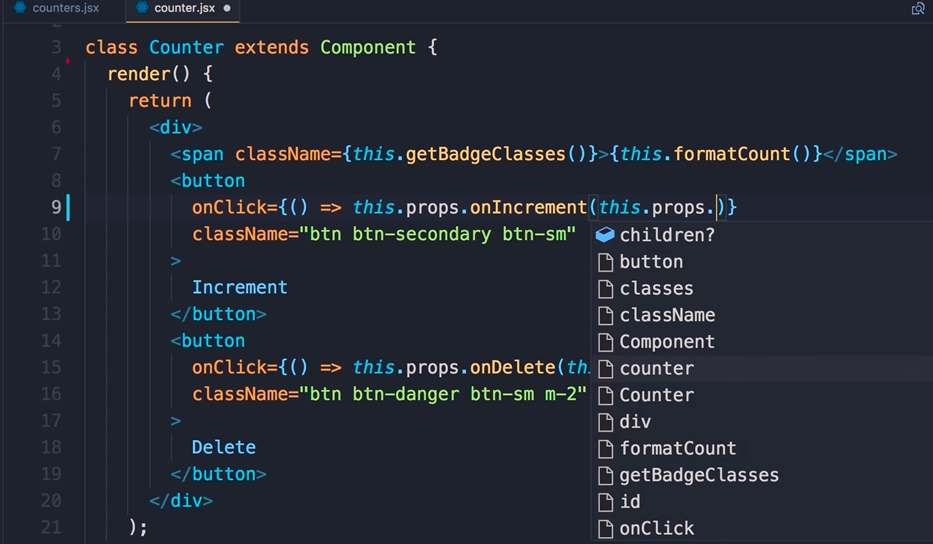 counters.jsx counter.jsx
3 class Counter extends Component {
4 render() {
5 return (
6 <div>
7 <span className={this.getBadgeClasses()}>{this.formatCount()}</span>
8 <button
9 onClick={() => this.props.onIncrement(this.props.)}
10 className="btn btn-secondary btn-sm"
11 >
12 Increment
13 </button>
14 <button
15 onClick={() => this.props.onDelete(
16 className="btn btn-danger btn-sm m-2"
17 >
18 Delete
19 </button>
20 </div>
21 );
children?
button
classes
className
Component
counter
Counter
div
formatCount
getBadgeClasses
id
onClick